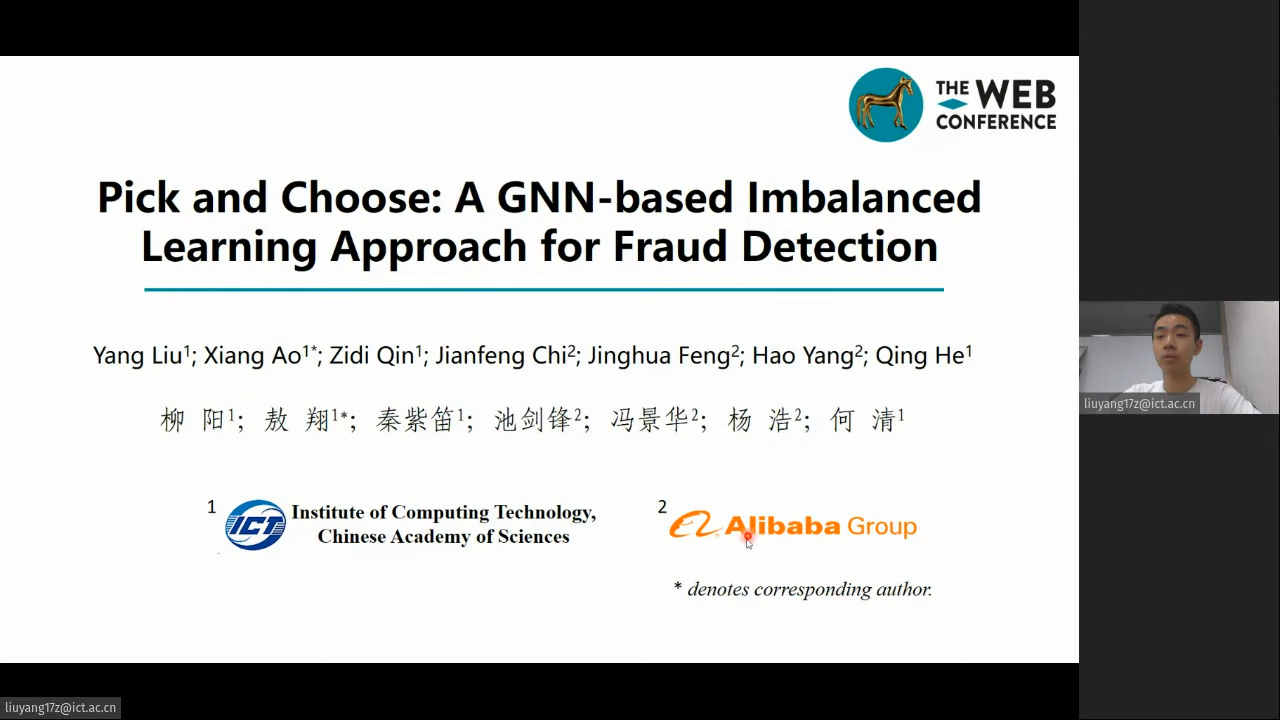 THE WEB
CONFERENCE
Pick and Choose: A GNN-based Imbalanced
Learning Approach for Fraud Detection
Yang Liu¹; Xiang Ao¹*; Zidi Qin¹; Jianfeng Chi²; Jinghua Feng²; Hao Yang²; Qing He¹
柳 阳¹; 敖 翔¹*; 秦紫笛¹; 池剑锋²; 冯景华²; 杨 浩²; 何 清¹
1 ICT Institute of Computing Technology,
Chinese Academy of Sciences
2 Alibaba Group
* denotes corresponding author.
liuyang17z@ict.ac.cn
liuyang17z@ict.ac.cn